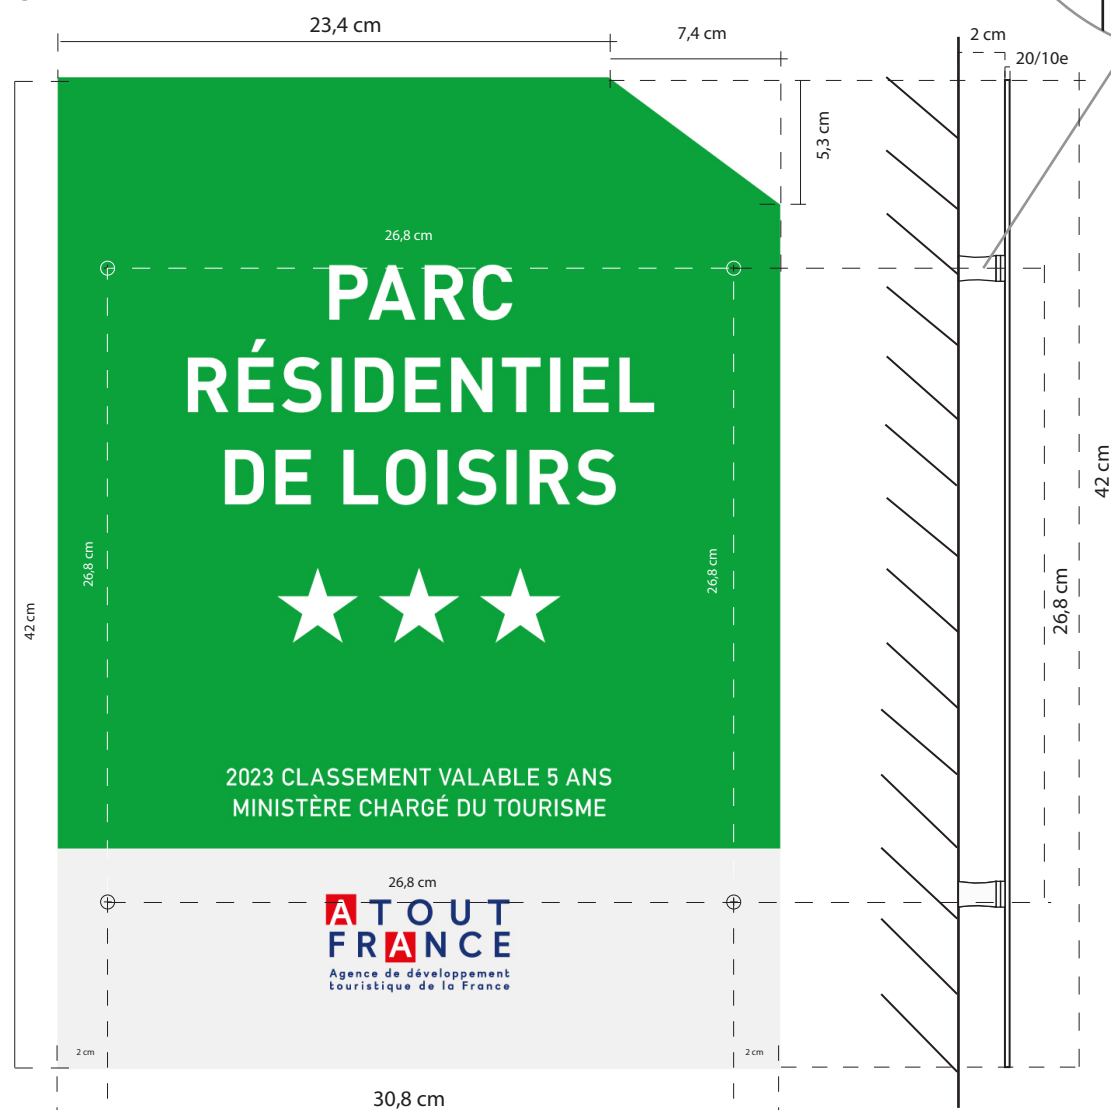 23,4 cm
7,4 cm
2 cm
20/10e
5,3 cm
26,8 cm
PARC
RÉSIDENTIEL
DE LOISIRS
26,8 cm
26,8 cm
42 cm
42 cm
26,8 cm
2023 CLASSEMENT VALABLE 5 ANS
MINISTÈRE CHARGÉ DU TOURISME
26,8 cm
ATOUT
FRANCE
Agence de développement
touristique de la France
2 cm
2 cm
30,8 cm